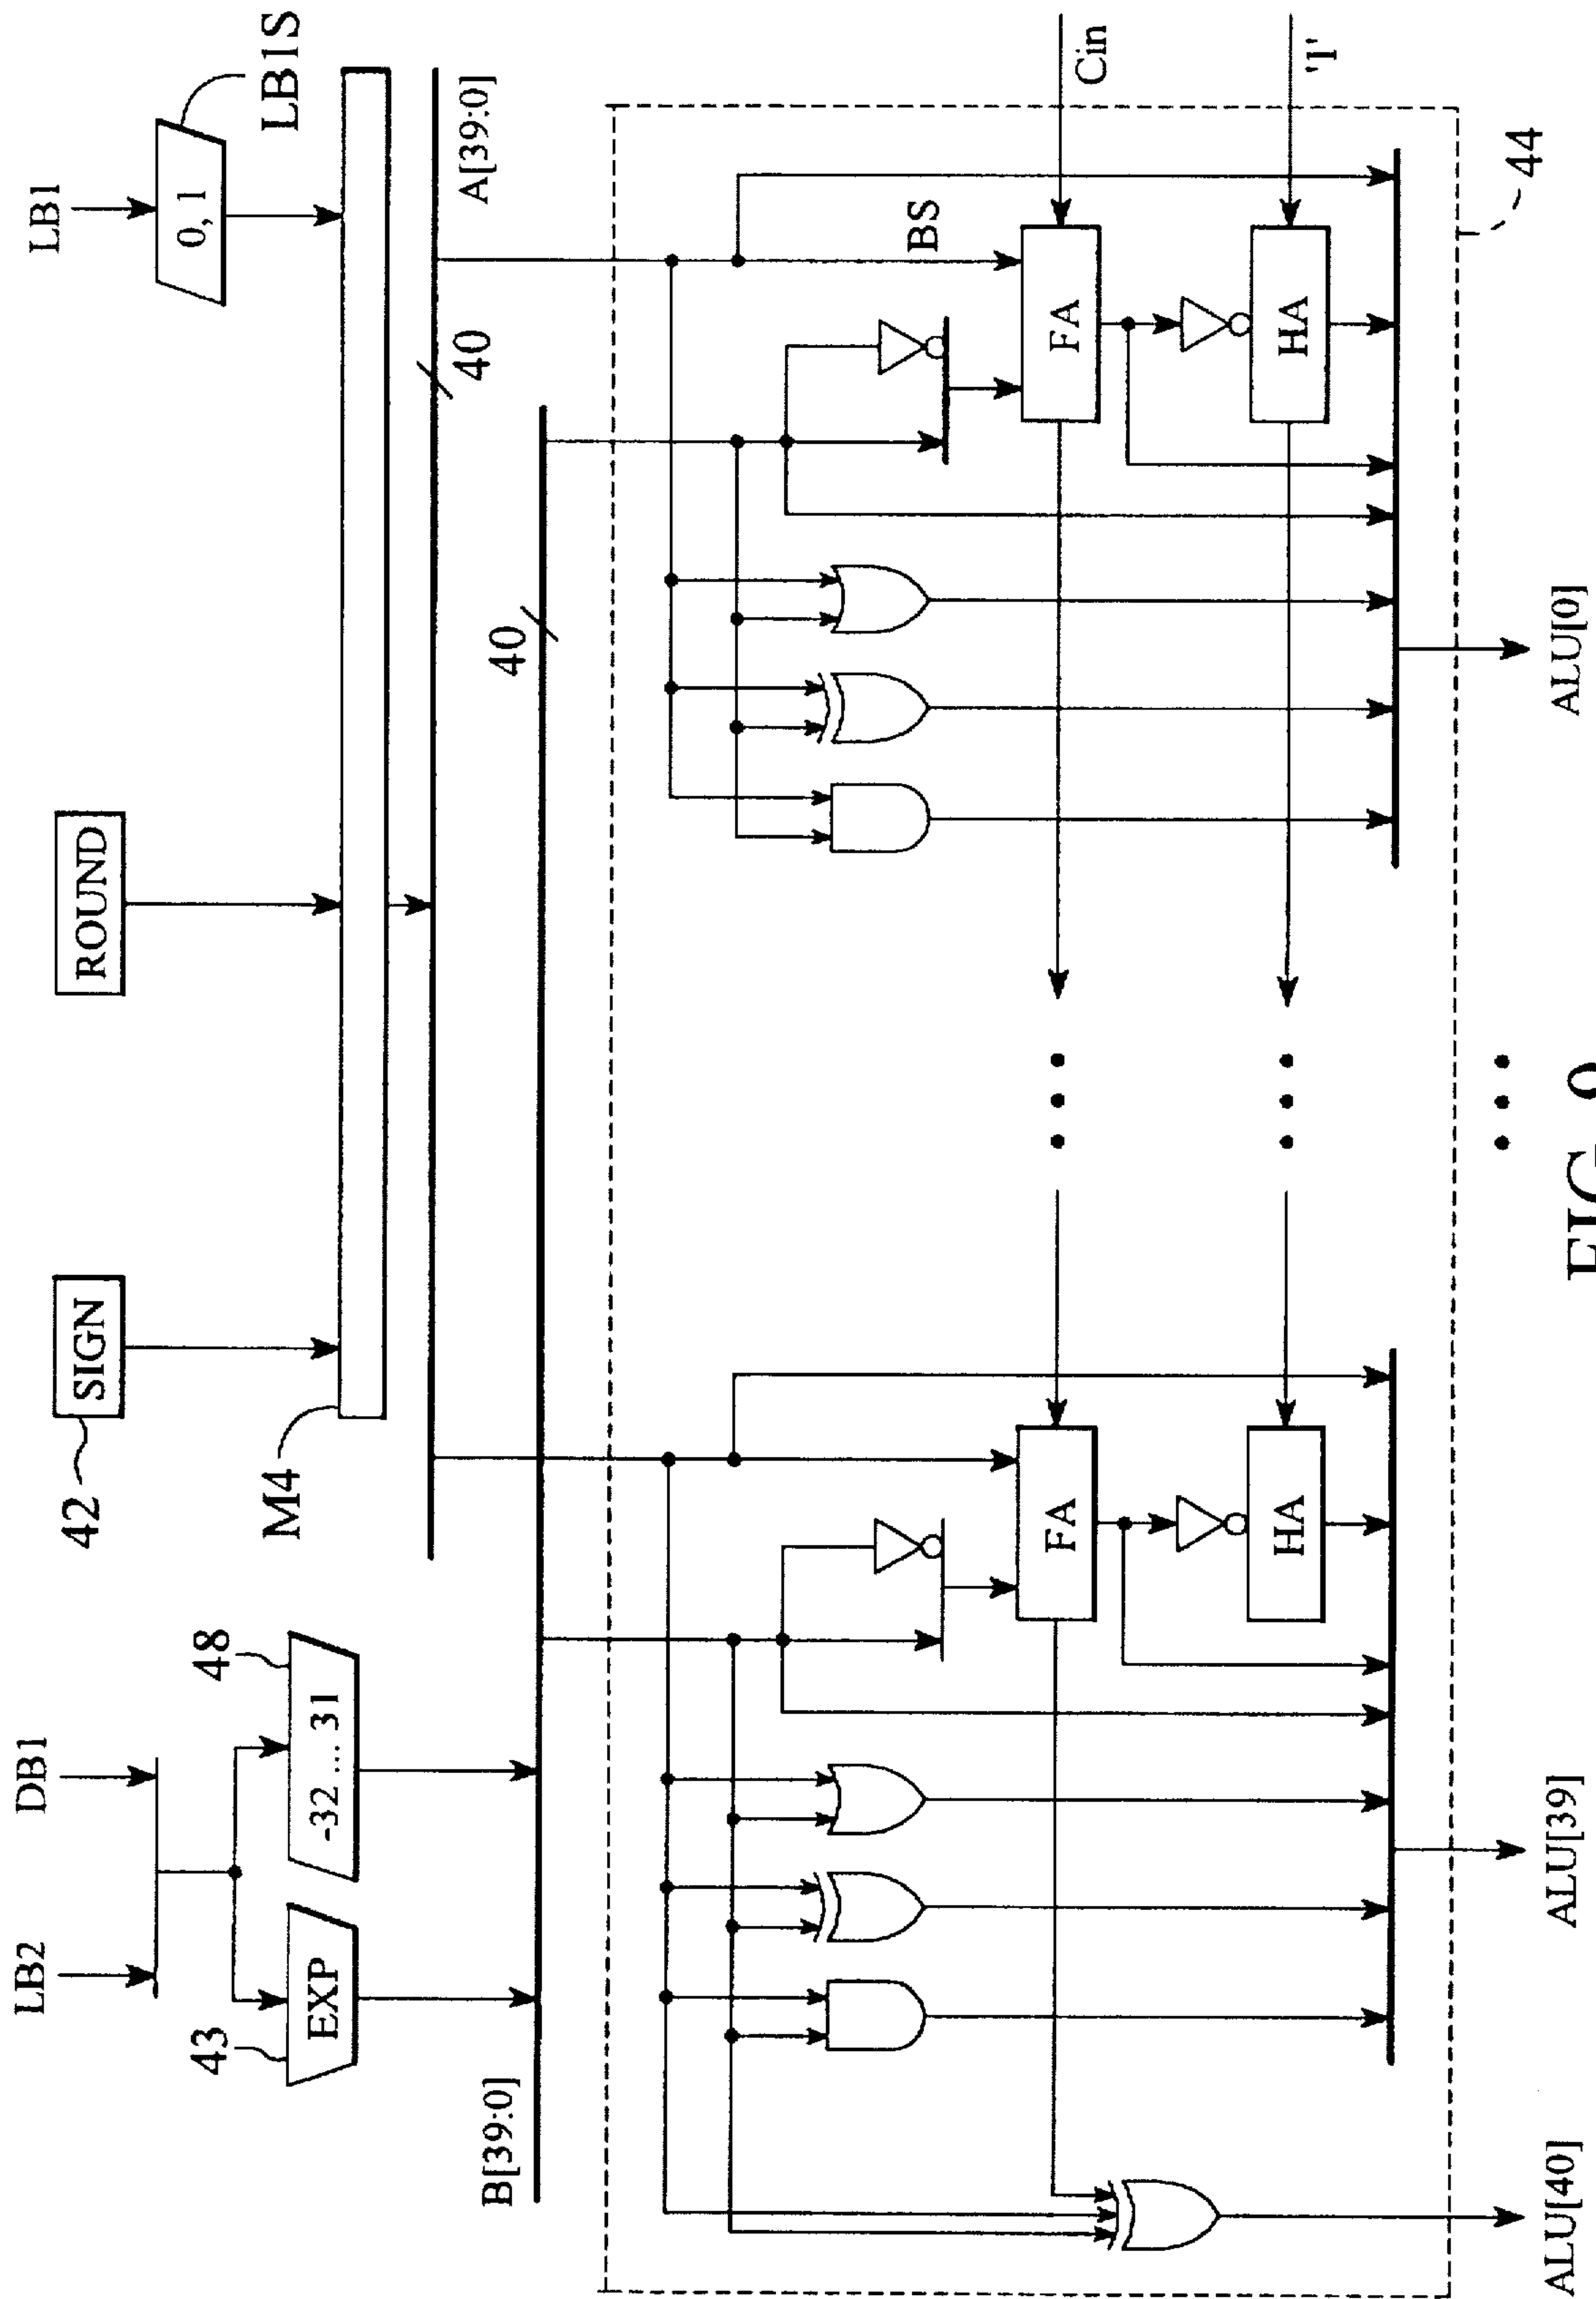 LB2
DB1
SIGN
ROUND
LB1
42
43
EXP
48
-32 ... 31
M4
0, 1
LB1S
B[39:0]
40
40
A[39:0]
BS
FA
FA
Cin
HA
HA
'1'
44
ALU[40]
ALU[39]
ALU[0]